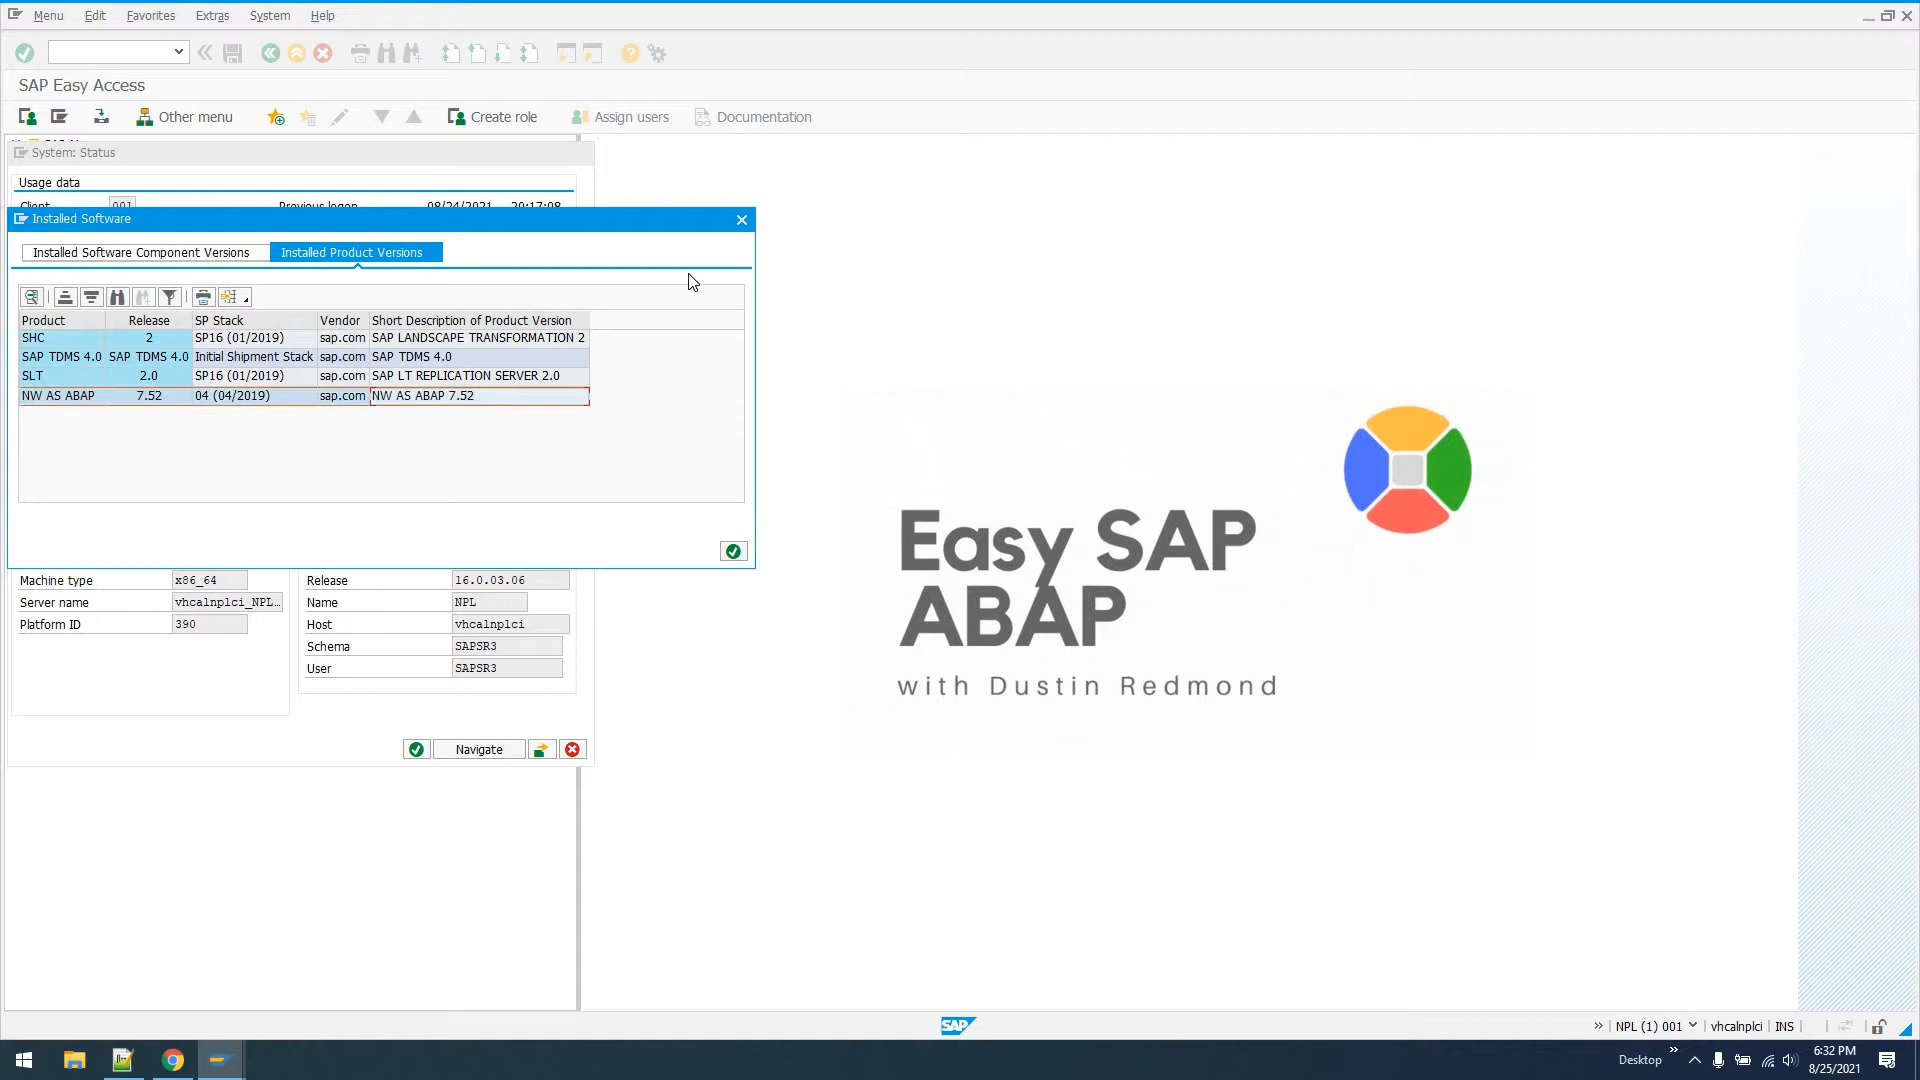 Menu Edit Favorites Extras System Help
SAP Easy Access
Other menu Create role Assign users Documentation
System: Status
Usage data
Client 001 Previous logon 08/24/2021 20:17:08
Installed Software
Installed Software Component Versions Installed Product Versions
Product Release SP Stack Vendor Short Description of Product Version
SHC 2 SP16 (01/2019) sap.com SAP LANDSCAPE TRANSFORMATION 2
SAP TDMS 4.0 SAP TDMS 4.0 Initial Shipment Stack sap.com SAP TDMS 4.0
SLT 2.0 SP16 (01/2019) sap.com SAP LT REPLICATION SERVER 2.0
NW AS ABAP 7.52 04 (04/2019) sap.com NW AS ABAP 7.52
Machine type x86_64 Release 16.0.03.06
Server name vhcalnplci_NPL… Name NPL
Platform ID 390 Host vhcalnplci
Schema SAPSR3
User SAPSR3
Navigate
Easy SAP
ABAP
with Dustin Redmond
SAP
NPL (1) 001 vhcalnplci INS
Desktop
6:32 PM
8/25/2021